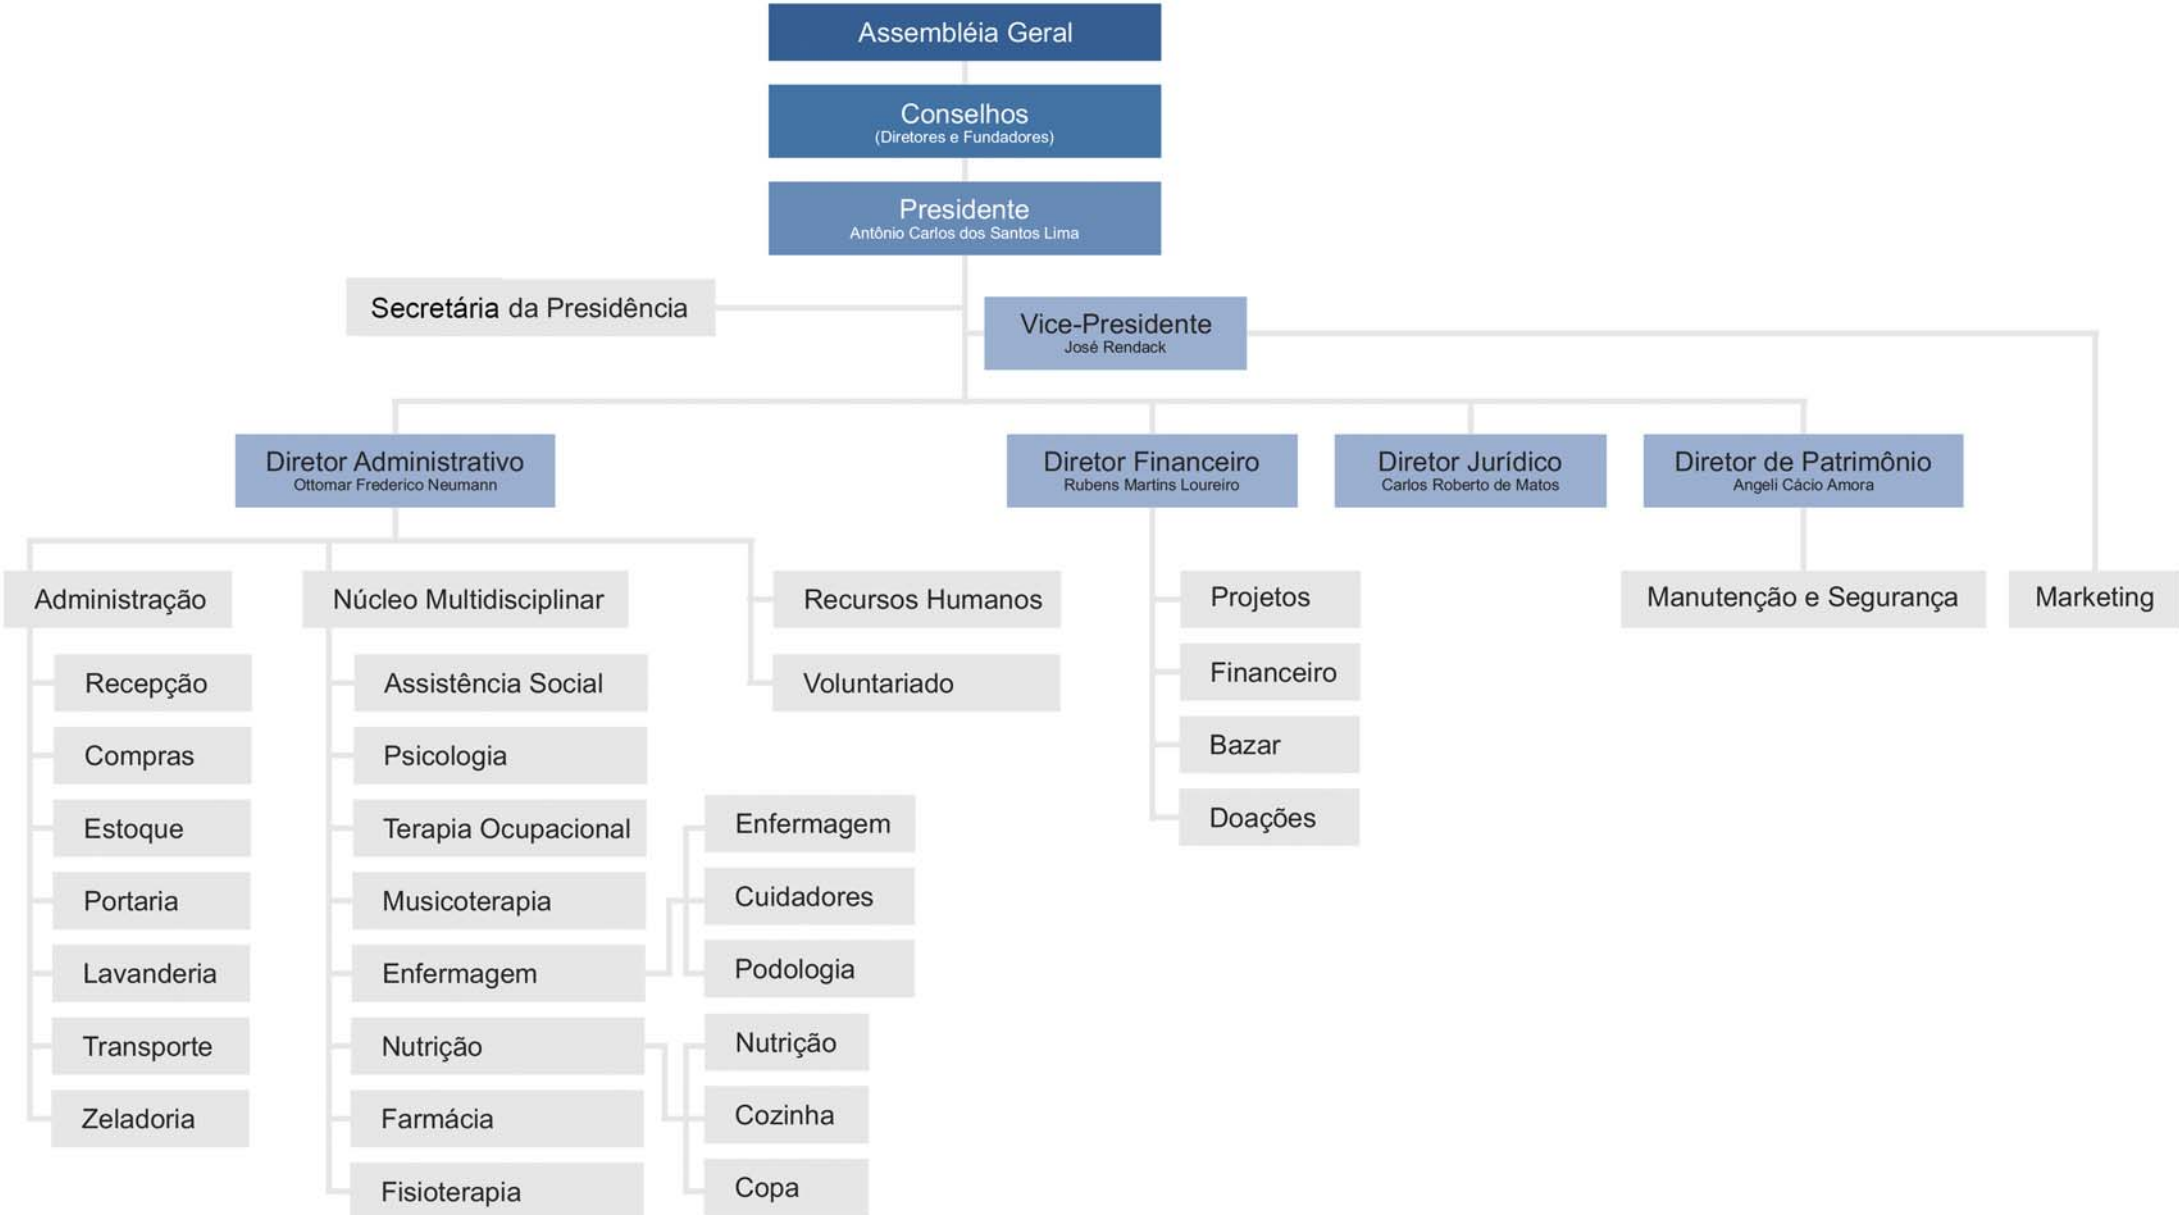 Assembléia Geral
Conselhos
(Diretores e Fundadores)
Presidente
Antônio Carlos dos Santos Lima
Secretária da Presidência
Vice-Presidente
José Rendack
Diretor Administrativo
Ottomar Frederico Neumann
Diretor Financeiro
Rubens Martins Loureiro
Diretor Jurídico
Carlos Roberto de Matos
Diretor de Patrimônio
Angeli Cácio Amora
Administração
Recepção
Compras
Estoque
Portaria
Lavanderia
Transporte
Zeladoria
Núcleo Multidisciplinar
Assistência Social
Psicologia
Terapia Ocupacional
Musicoterapia
Enfermagem
Nutrição
Farmácia
Fisioterapia
Enfermagem
Cuidadores
Podologia
Nutrição
Cozinha
Copa
Recursos Humanos
Voluntariado
Projetos
Financeiro
Bazar
Doações
Manutenção e Segurança
Marketing